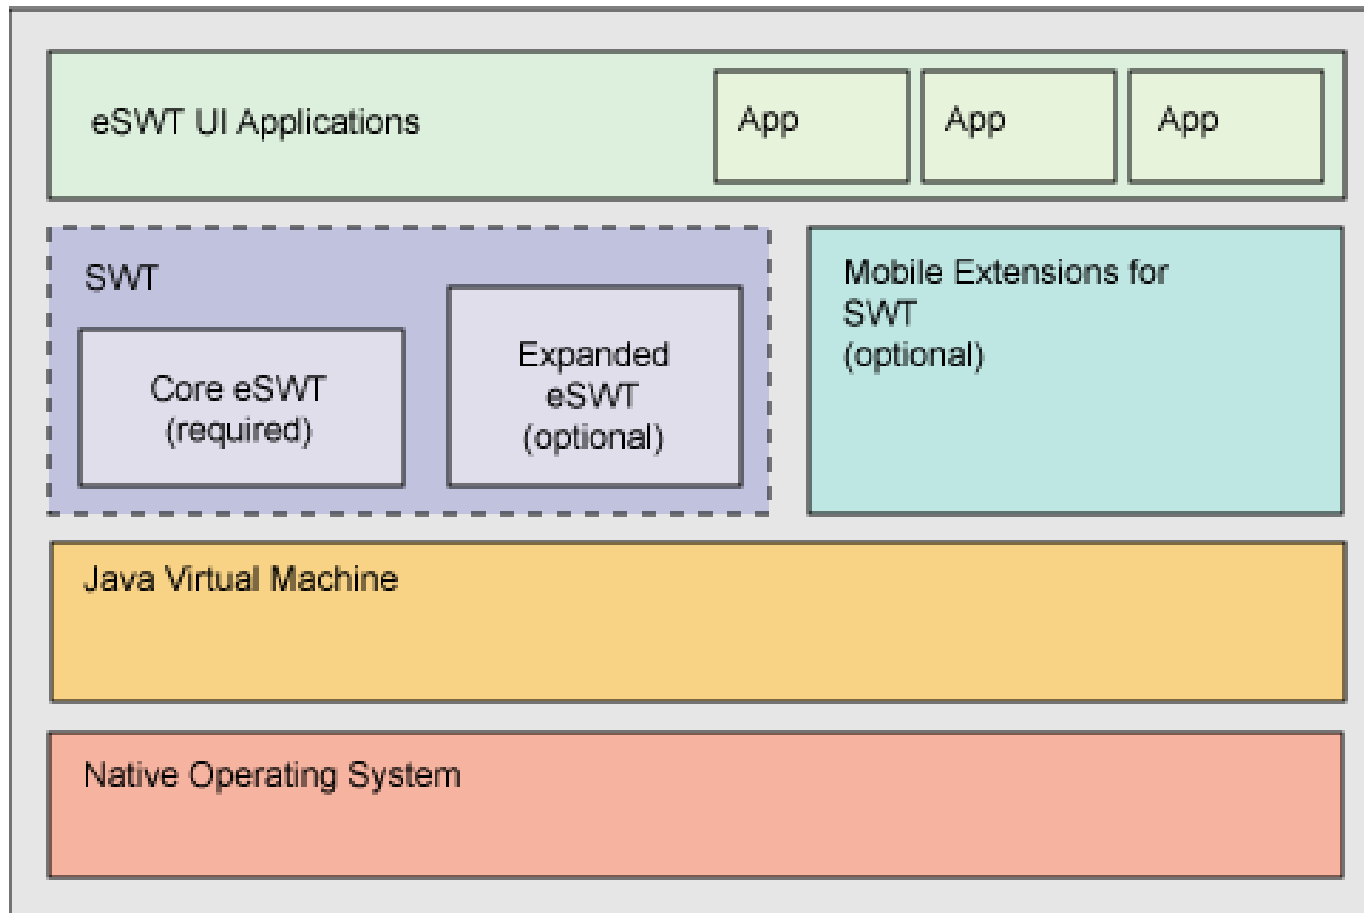 eSWT UI Applications
App
App
App
SWT
Core eSWT
(required)
Expanded
eSWT
(optional)
Mobile Extensions for
SWT
(optional)
Java Virtual Machine
Native Operating System